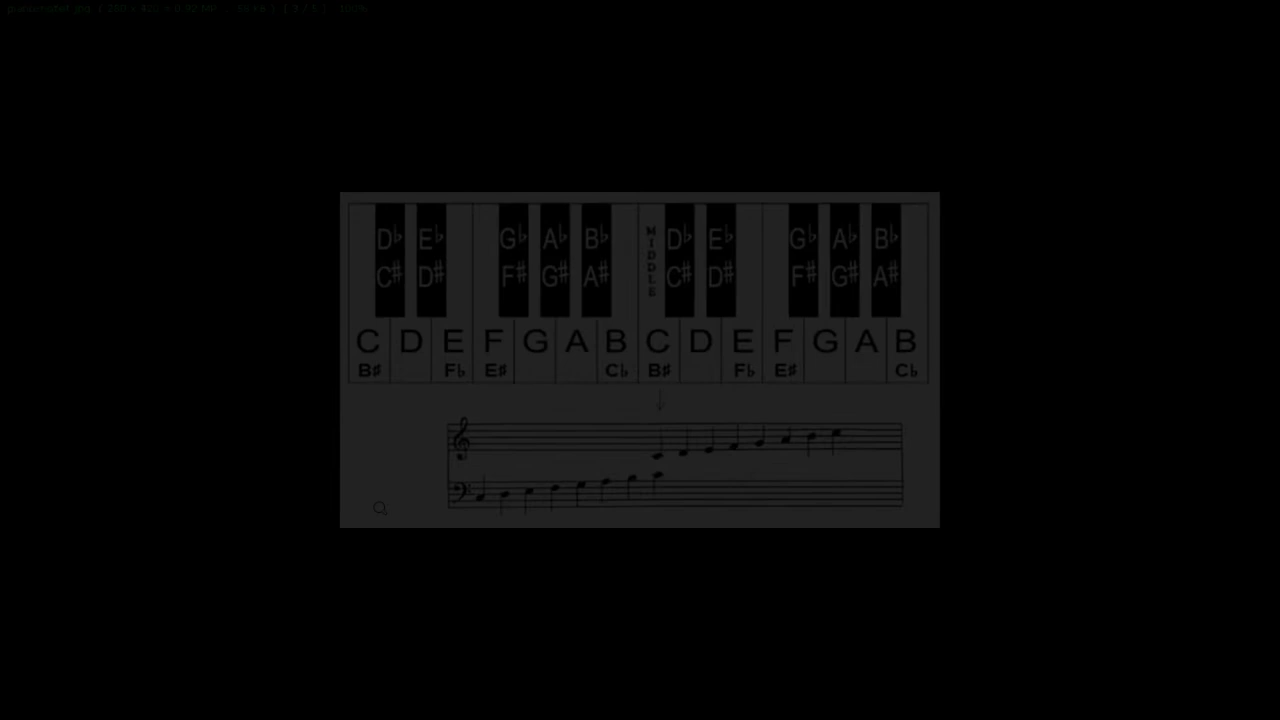 D♭ E♭ G♭ A♭ B♭ MIDDLE D♭ E♭ G♭ A♭ B♭
C# D# F# G# A# C# D# F# G# A#
C D E F G A B C D E F G A B
B# F♭ E# C♭ B# F♭ E# C♭